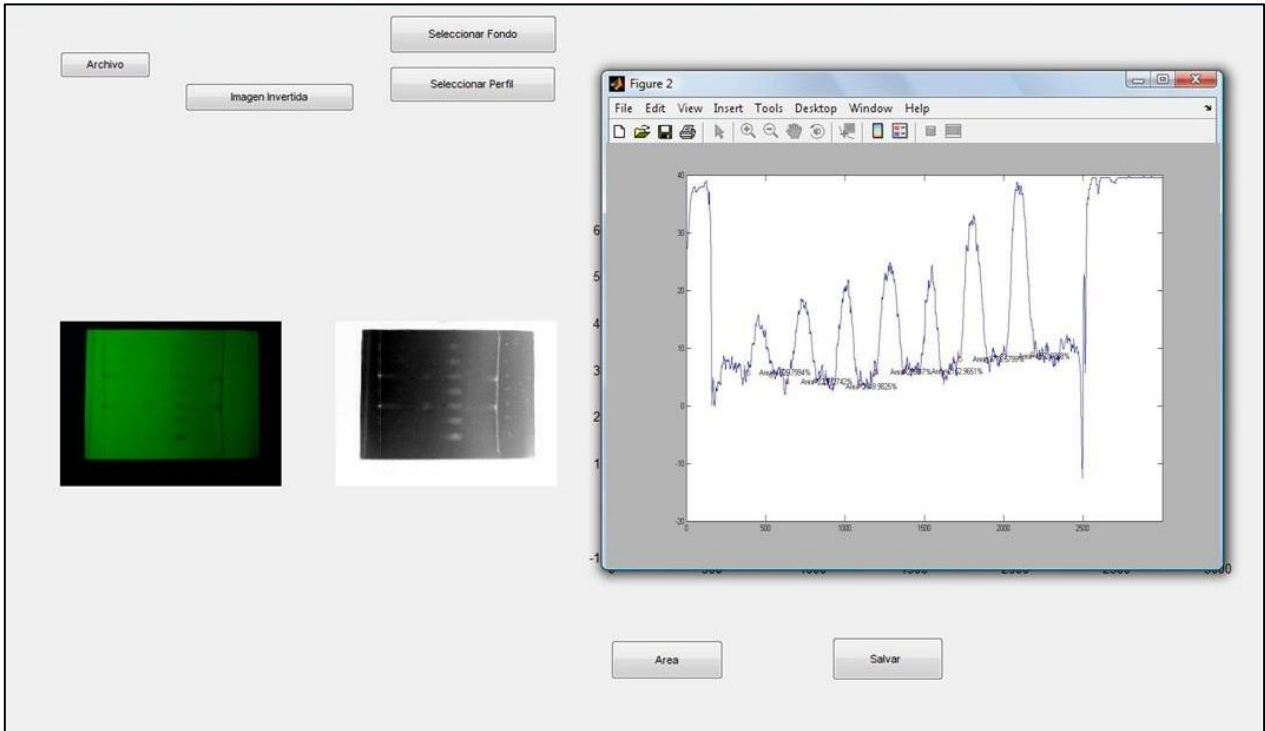 Seleccionar Fondo
Archivo
Seleccionar Perfil
Imagen Invertida
Figure 2
File Edit View Insert Tools Desktop Window Help
40
30
20
10
0
-10
-20
0 500 1000 1500 2000 2500
6
5
4
3
2
1
-1
Area
Salvar